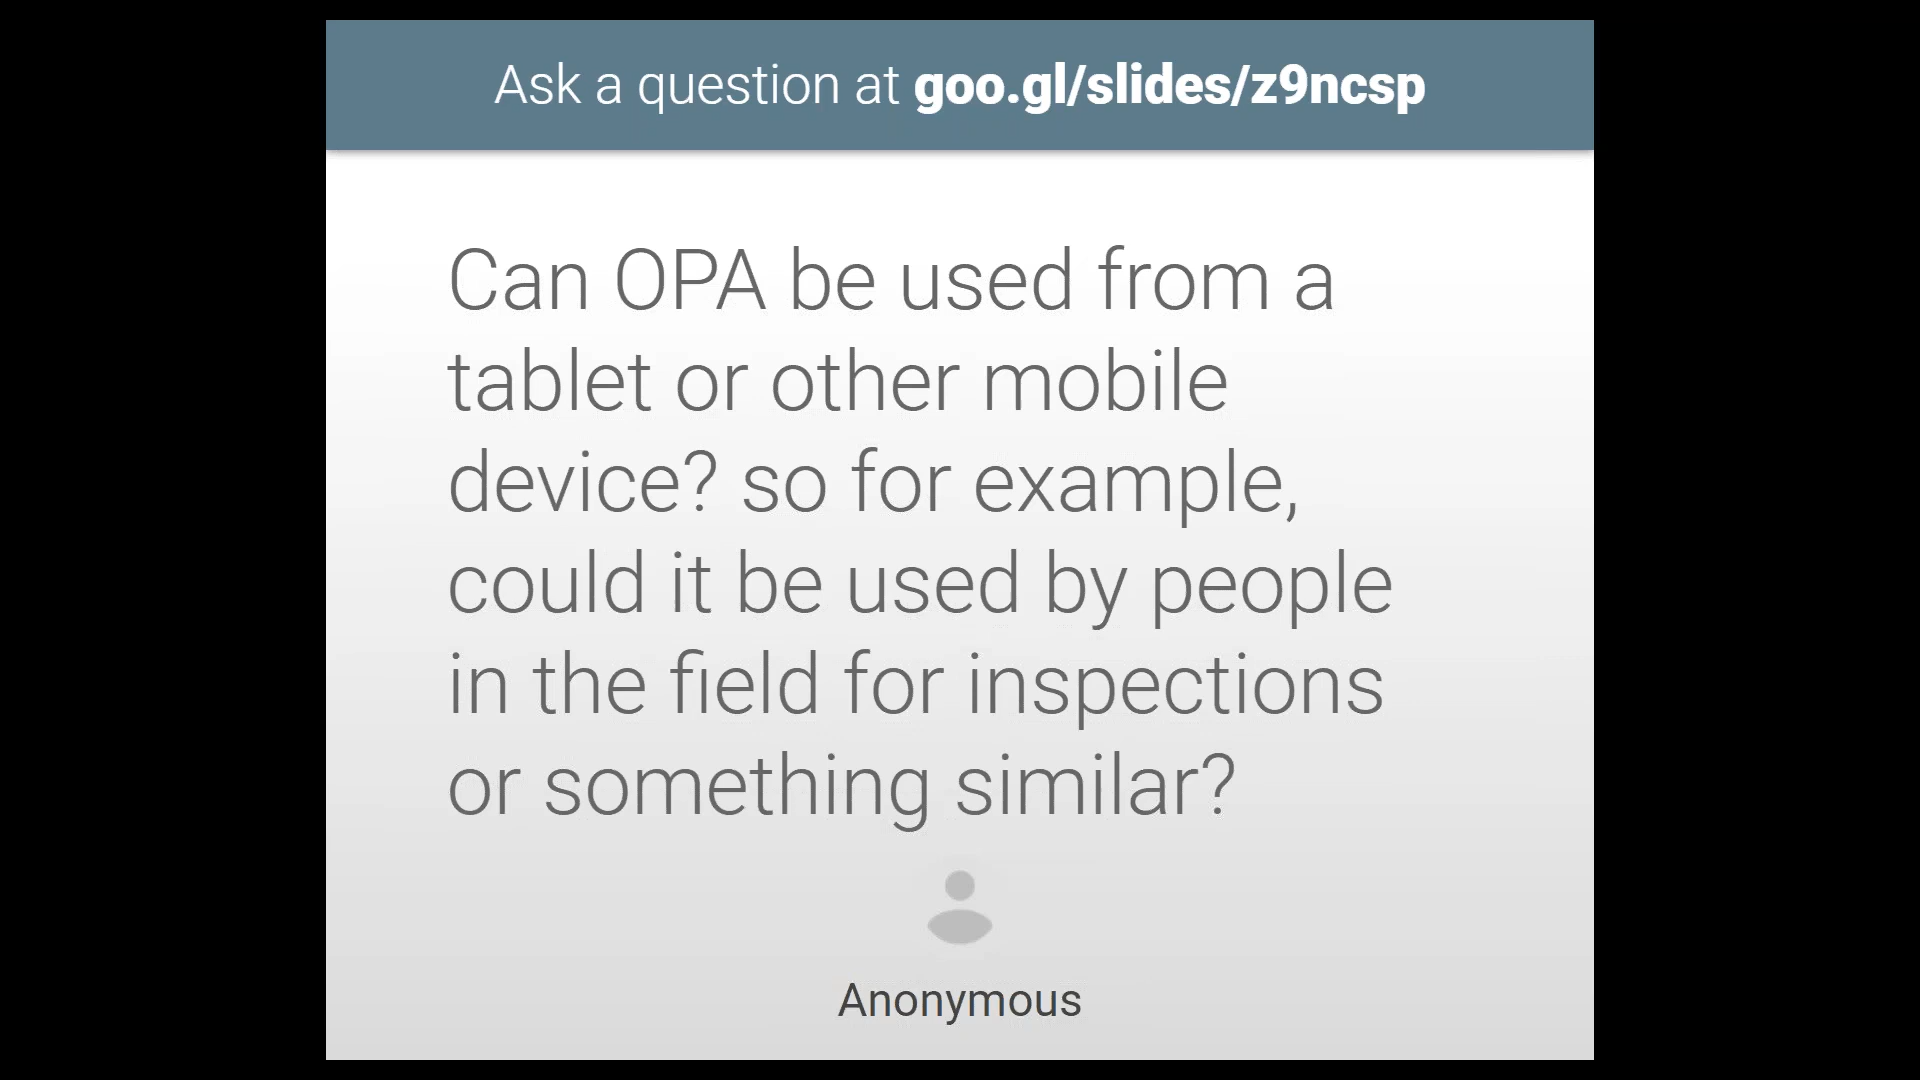 Ask a question at goo.gl/slides/z9ncsp
Can OPA be used from a
tablet or other mobile
device? so for example,
could it be used by people
in the field for inspections
or something similar?
Anonymous